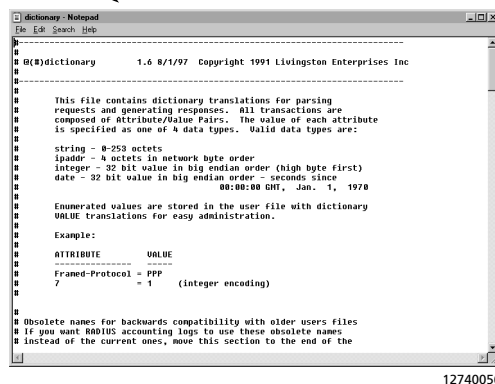 dictionary - Notepad
File Edit Search Help
#-----------------------------------------------------------------------
#
# @(#)dictionary 1.6 8/1/97 Copyright 1991 Livingston Enterprises Inc
#
#-----------------------------------------------------------------------
#
# This file contains dictionary translations for parsing
# requests and generating responses. All transactions are
# composed of Attribute/Value Pairs. The value of each attribute
# is specified as one of 4 data types. Valid data types are:
#
# string - 0-253 octets
# ipaddr - 4 octets in network byte order
# integer - 32 bit value in big endian order (high byte first)
# date - 32 bit value in big endian order - seconds since
# 00:00:00 GMT, Jan. 1, 1970
#
# Enumerated values are stored in the user file with dictionary
# VALUE translations for easy administration.
#
# Example:
#
# ATTRIBUTE VALUE
# --------------- -----
# Framed-Protocol = PPP
# 7 = 1 (integer encoding)
#
#
# Obsolete names for backwards compatibility with older users files
# If you want RADIUS accounting logs to use these obsolete names
# instead of the current ones, move this section to the end of the
12740050